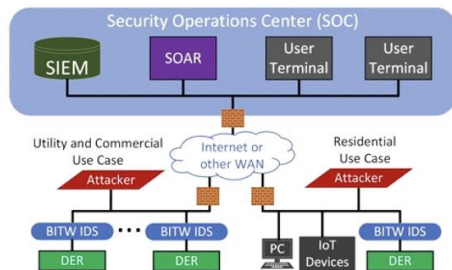 Security Operations Center (SOC)
SIEM
SOAR
User
Terminal
User
Terminal
Utility and Commercial
Use Case
Attacker
Internet or
other WAN
Residential
Use Case
Attacker
BITW IDS
BITW IDS
PC
IoT
Devices
BITW IDS
DER
DER
DER